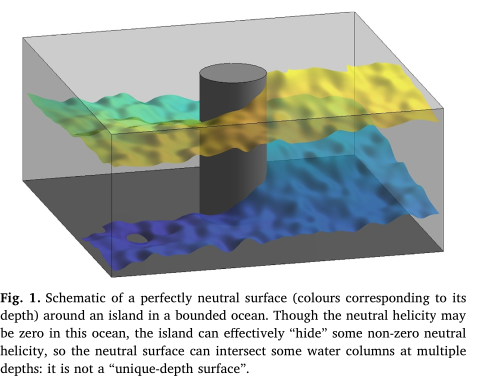 Fig. 1. Schematic of a perfectly neutral surface (colours corresponding to its
depth) around an island in a bounded ocean. Though the neutral helicity may
be zero in this ocean, the island can effectively “hide” some non-zero neutral
helicity, so the neutral surface can intersect some water columns at multiple
depths: it is not a “unique-depth surface”.